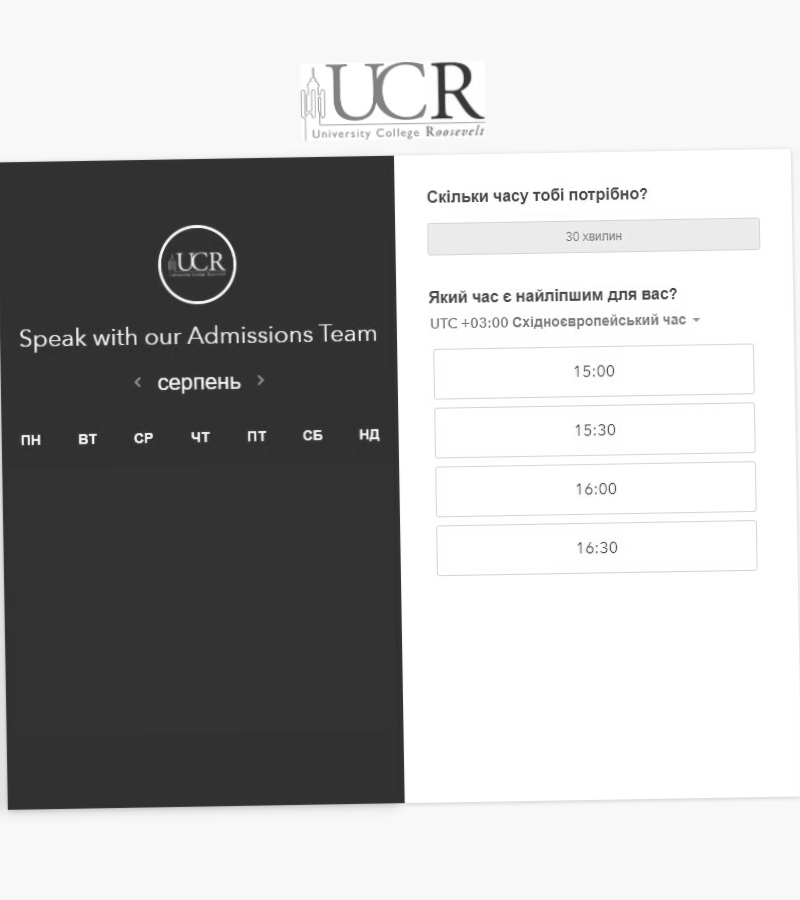 UCR
University College Roosevelt
UCR
Speak with our Admissions Team
серпень
ПН ВТ СР ЧТ ПТ СБ НД
Скільки часу тобі потрібно?
30 хвилин
Який час є найліпшим для вас?
UTC +03:00 Східноєвропейський час
15:00
15:30
16:00
16:30